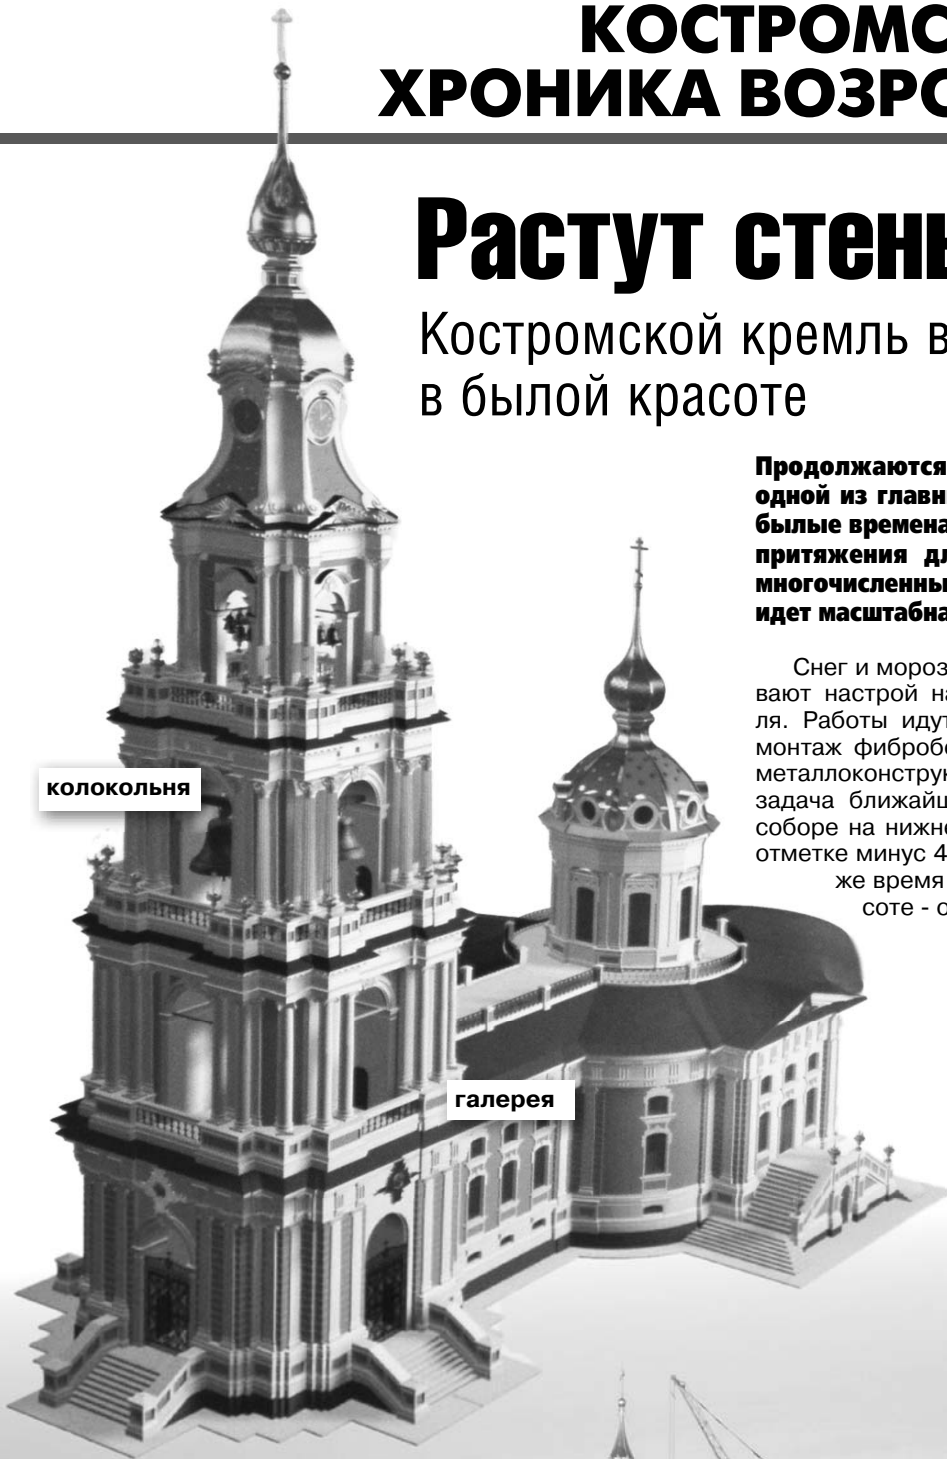 КОСТРОМС
ХРОНИКА ВОЗРО
Растут стены
Костромской кремль в
в былой красоте
Продолжаются
одной из главн
былые времена
притяжения дл
многочисленны
идет масштабна
Снег и мороз
вают настрой на
ля. Работы идут
монтаж фибробе
металлоконструк
задача ближайш
соборе на нижне
отметке минус 4
же время
соте - о
колокольня
галерея